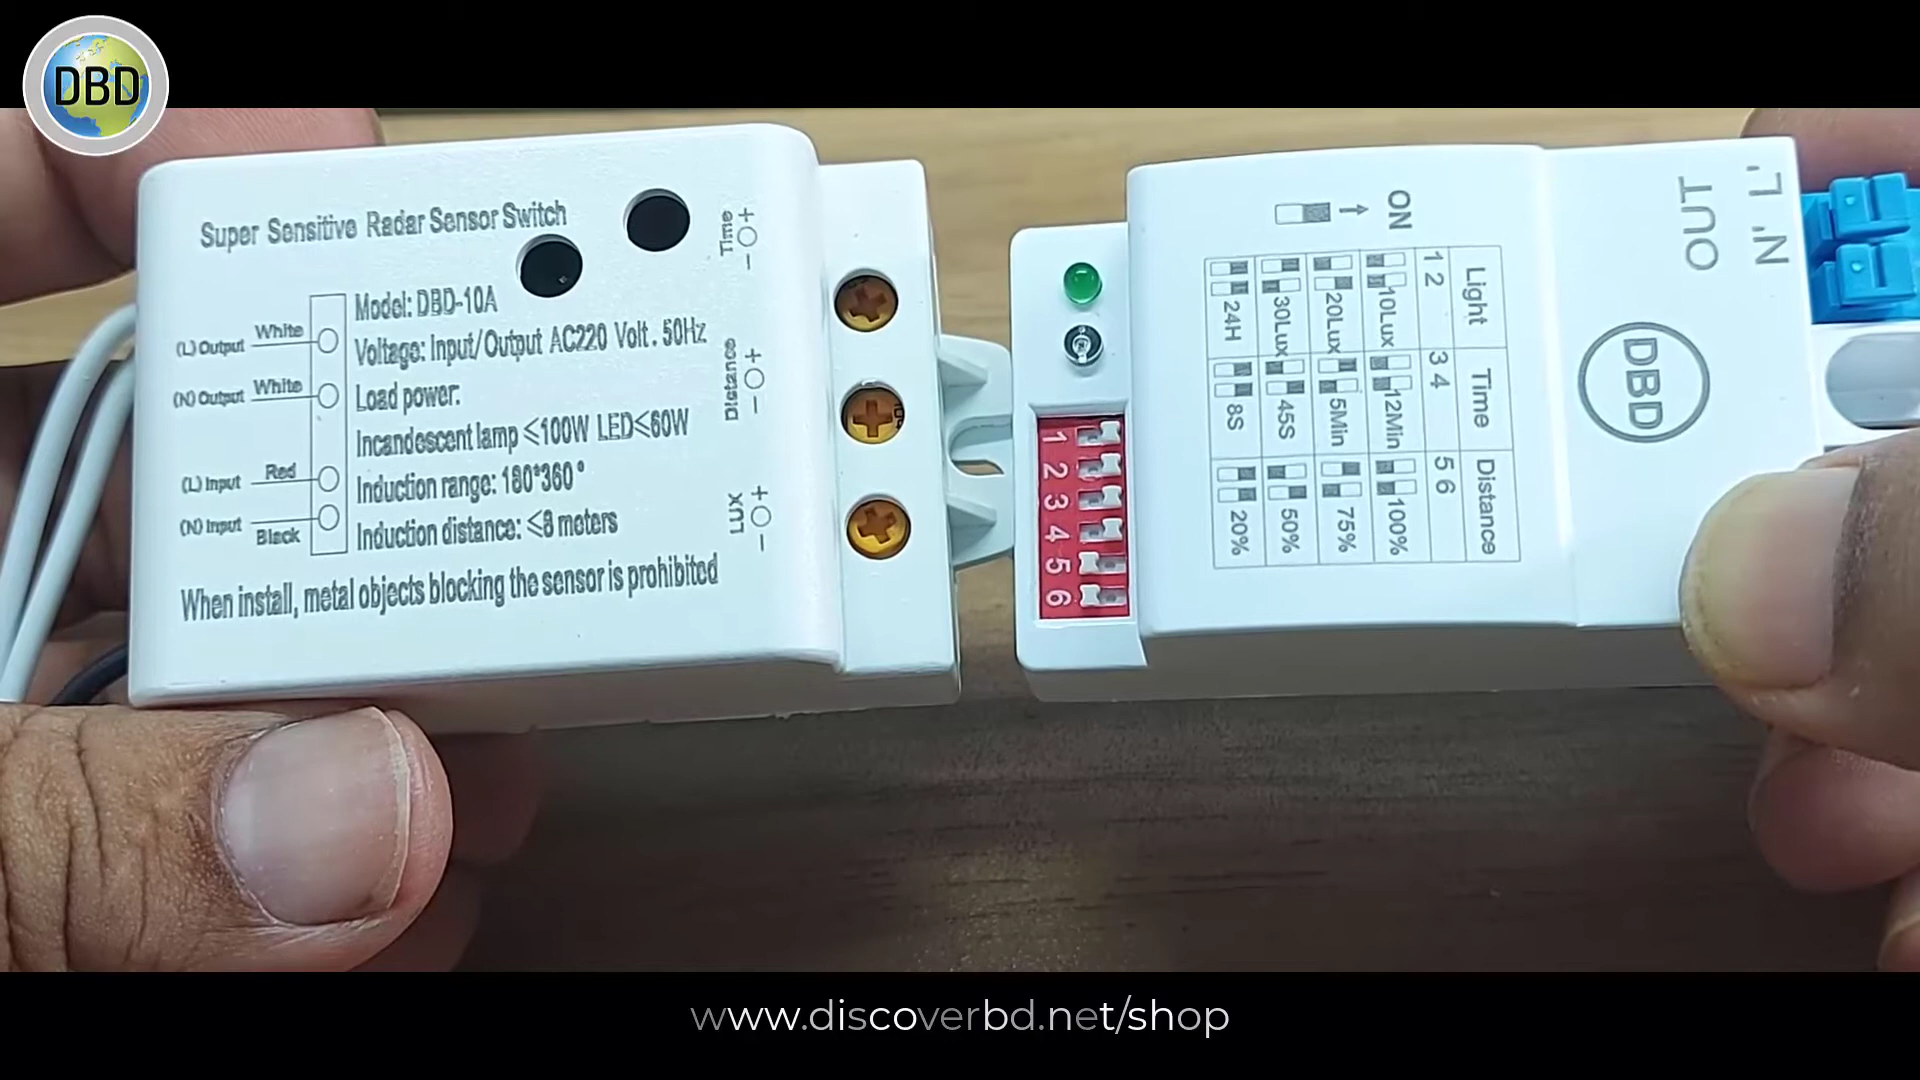 DBD
Super Sensitive Radar Sensor Switch
Model: DBD-10A
Voltage: Input/Output AC220 Volt. 50Hz
Load power:
Incandescent lamp ≤100W LED≤60W
Induction range: 180°360°
Induction distance: ≤8 meters
When install, metal objects blocking the sensor is prohibited
(L) Output White
(N) Output White
(L) Input Red
(N) Input Black
- Time +
- Distance +
- LUX +
1
2
3
4
5
6
ON
Light 1 2 10Lux 20Lux 30Lux 24H
Time 3 4 12Min 5Min 45S 8S
Distance 5 6 100% 75% 50% 20%
DBD
OUT
N' L'
www.discoverbd.net/shop